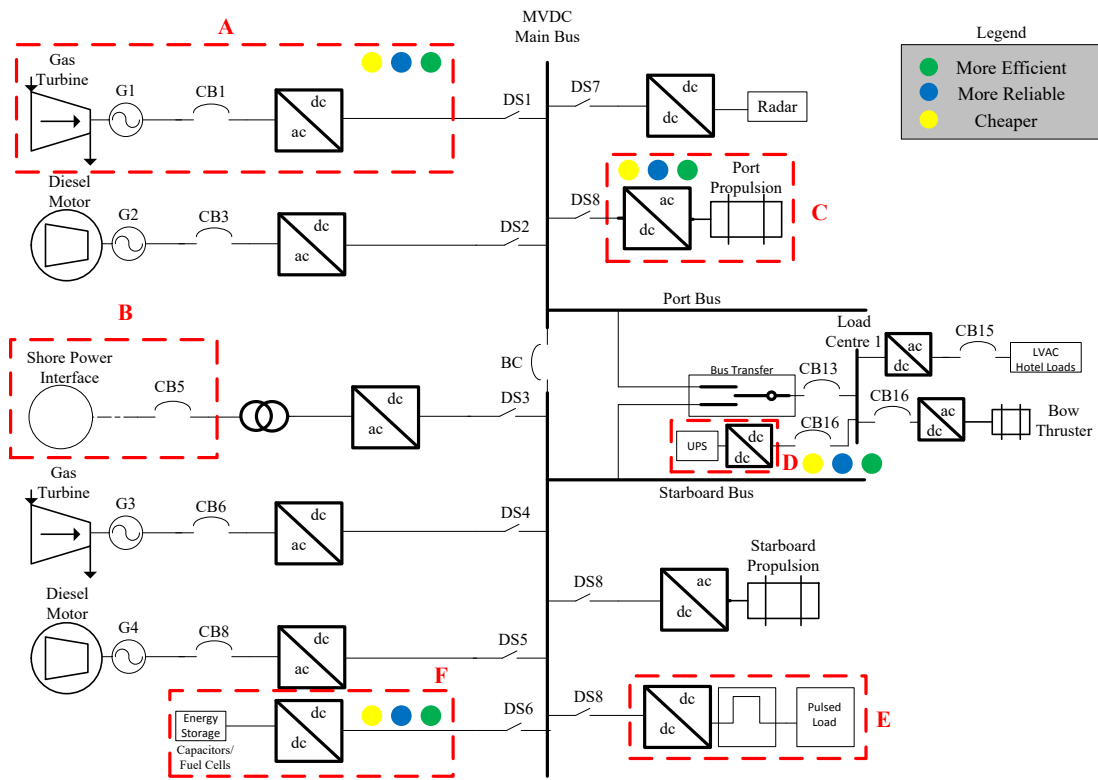 MVDC
Main Bus
Legend
More Efficient
More Reliable
Cheaper
A
Gas
Turbine
G1
CB1
dc
ac
DS1
DS7
dc
dc
Radar
Diesel
Motor
G2
CB3
dc
ac
DS2
DS8
ac
dc
Port
Propulsion
C
B
Shore Power
Interface
CB5
dc
ac
DS3
BC
Port Bus
Bus Transfer
CB13
Load
Centre 1
ac
dc
CB15
LVAC
Hotel Loads
UPS
dc
dc
CB16
D
CB16
ac
dc
Bow
Thruster
Starboard Bus
Gas
Turbine
G3
CB6
dc
ac
DS4
DS8
ac
dc
Starboard
Propulsion
Diesel
Motor
G4
CB8
dc
ac
DS5
F
Energy
Storage
Capacitors/
Fuel Cells
dc
dc
DS6
DS8
dc
dc
Pulsed
Load
E